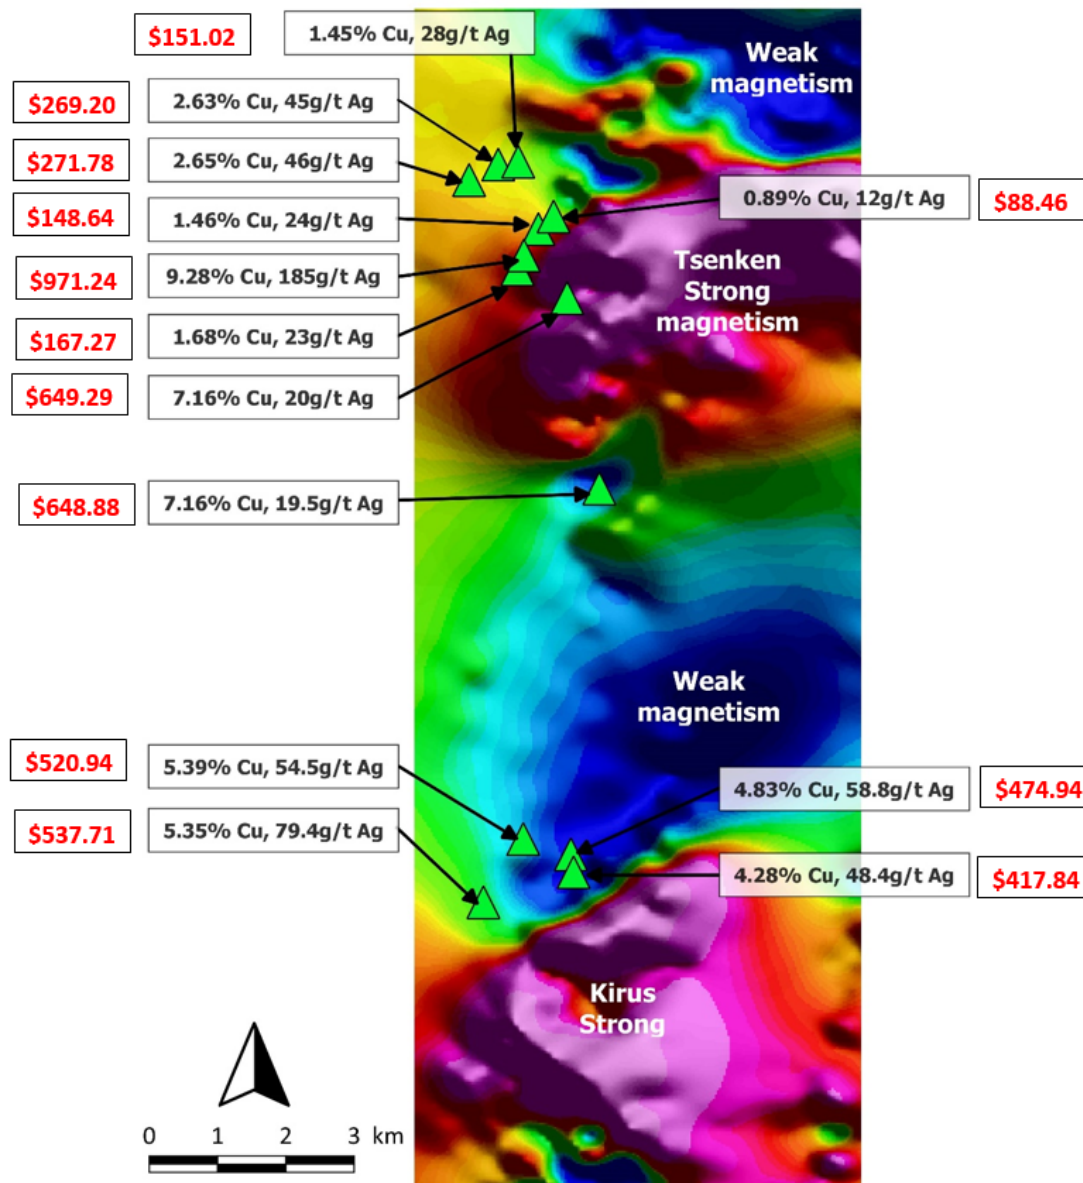 $151.02
1.45% Cu, 28g/t Ag
Weak
magnetism
$269.20
2.63% Cu, 45g/t Ag
$271.78
2.65% Cu, 46g/t Ag
0.89% Cu, 12g/t Ag
$88.46
$148.64
1.46% Cu, 24g/t Ag
$971.24
9.28% Cu, 185g/t Ag
Tsenken
Strong
magnetism
$167.27
1.68% Cu, 23g/t Ag
$649.29
7.16% Cu, 20g/t Ag
$648.88
7.16% Cu, 19.5g/t Ag
Weak
magnetism
$520.94
5.39% Cu, 54.5g/t Ag
4.83% Cu, 58.8g/t Ag
$474.94
$537.71
5.35% Cu, 79.4g/t Ag
4.28% Cu, 48.4g/t Ag
$417.84
Kirus
Strong
0 1 2 3 km